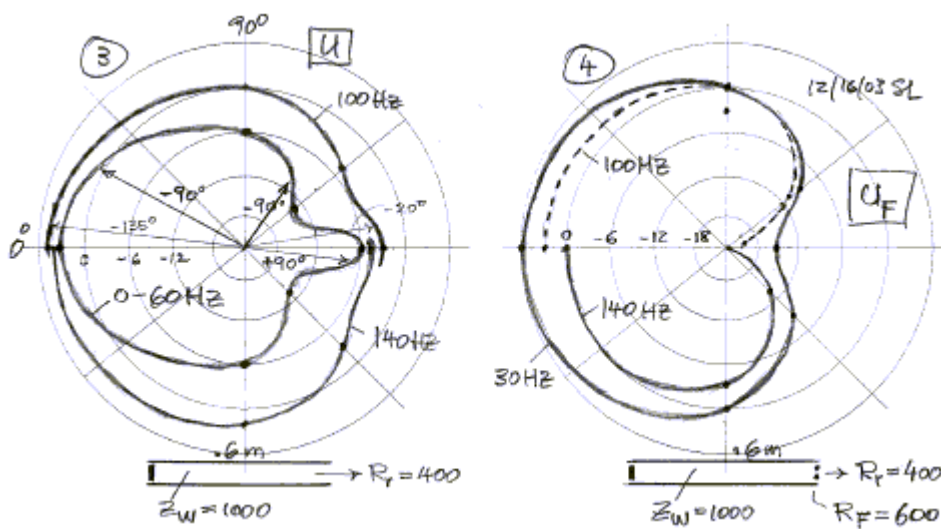 3
90°
U
100Hz
-90°
-90°
-20°
-135°
0°
0 -6 -12
+90°
0-60Hz
140Hz
.6m
Zw=1000
Rr=400
4
12/16/03 SL
100Hz
UF
0 -6 -12 -18
140Hz
30Hz
.6m
Zw=1000
Rr=400
RF=600